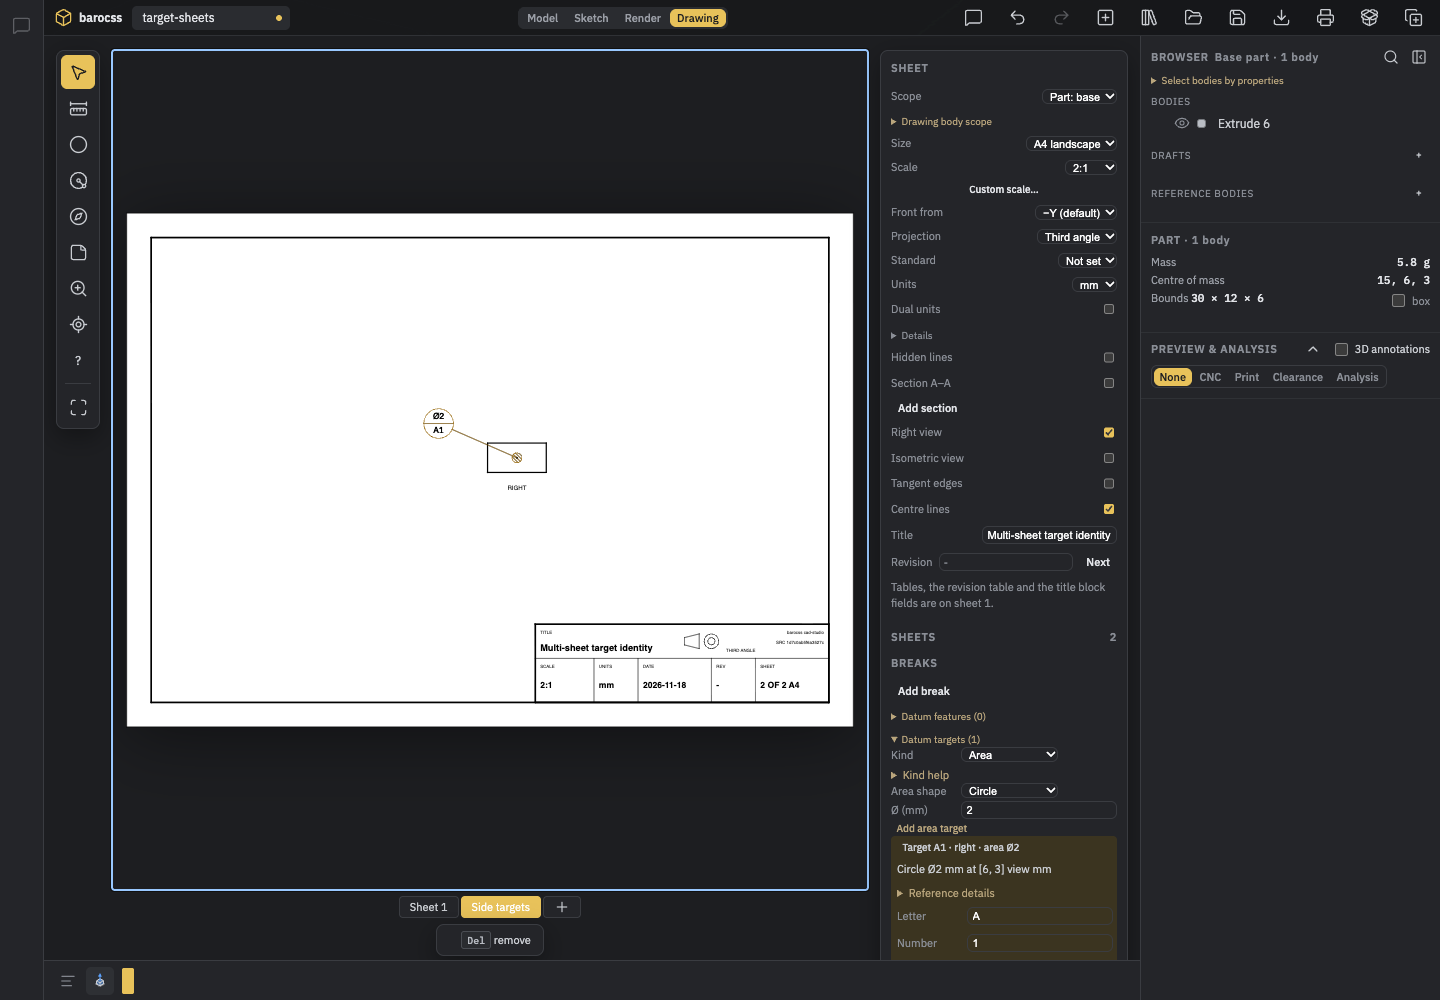 barocss
target-sheets
Model
Sketch
Render
Drawing
?
Ø2
A1
RIGHT
TITLE
Multi-sheet target identity
THIRD ANGLE
barocss cad-studio
SCALE
UNITS
DATE
REV
SHEET
2:1
mm
2026-11-18
-
2 OF 2 A4
Sheet 1
Side targets
Del remove
SHEET
Scope Part: base
Drawing body scope
Size A4 landscape
Scale 2:1
Custom scale...
Front from −Y (default)
Projection Third angle
Standard Not set
Units mm
Dual units
Details
Hidden lines
Section A–A
Add section
Right view
Isometric view
Tangent edges
Centre lines
Title Multi-sheet target identity
Revision - Next
Tables, the revision table and the title block
fields are on sheet 1.
SHEETS 2
BREAKS
Add break
Datum features (0)
Datum targets (1)
Kind Area
Kind help
Area shape Circle
Ø (mm) 2
Add area target
Target A1 · right · area Ø2
Circle Ø2 mm at [6, 3] view mm
Reference details
Letter A
Number 1
BROWSER Base part · 1 body
Select bodies by properties
BODIES
Extrude 6
DRAFTS +
REFERENCE BODIES +
PART · 1 body
Mass 5.8 g
Centre of mass 15, 6, 3
Bounds 30 × 12 × 6 box
PREVIEW & ANALYSIS 3D annotations
None CNC Print Clearance Analysis